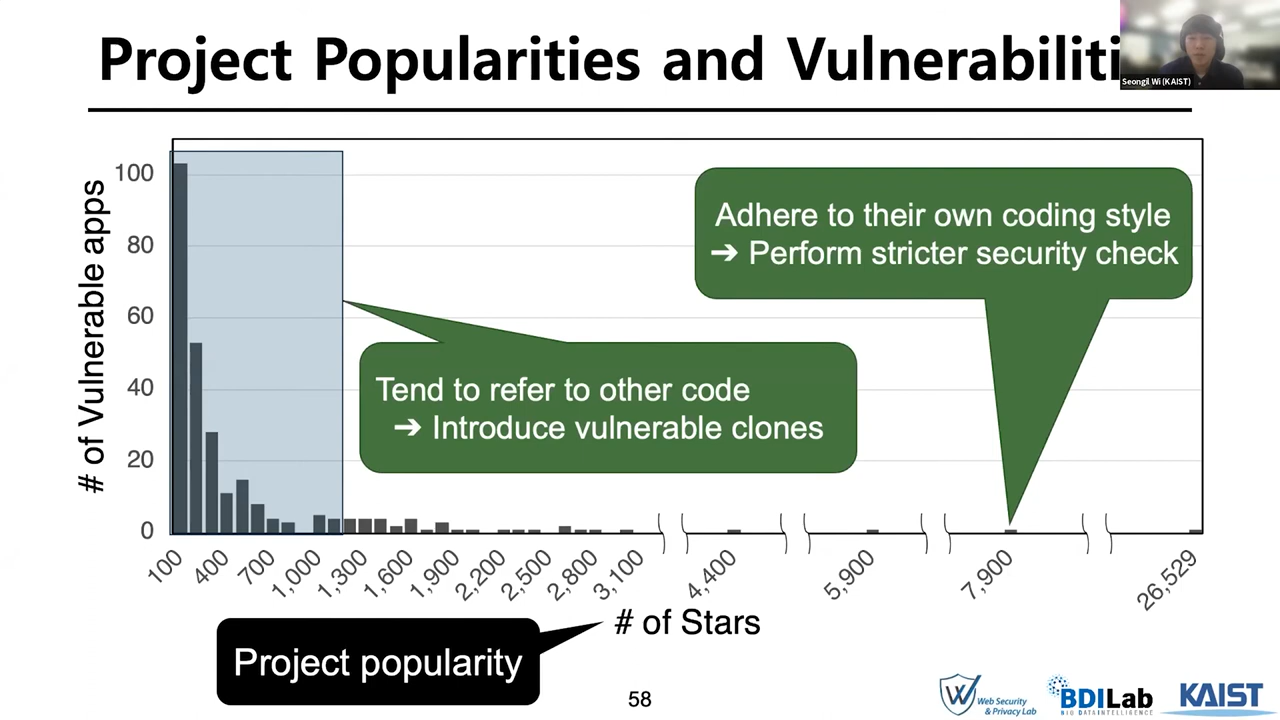 Project Popularities and Vulnerabiliti
Seongil Wi (KAIST)
# of Vulnerable apps
100
80
60
40
20
0
Adhere to their own coding style
➔ Perform stricter security check
Tend to refer to other code
➔ Introduce vulnerable clones
100
400
700
1,000
1,300
1,600
1,900
2,200
2,500
2,800
3,100
4,400
5,900
7,900
26,529
# of Stars
Project popularity
58
W Web Security
& Privacy Lab
BDILab
BIG DATA INTELLIGENCE
KAIST